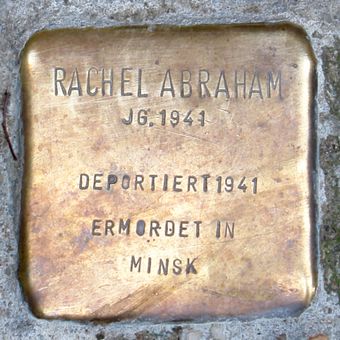 RACHEL ABRAHAM
JG. 1941
DEPORTIERT 1941
ERMORDET IN
MINSK